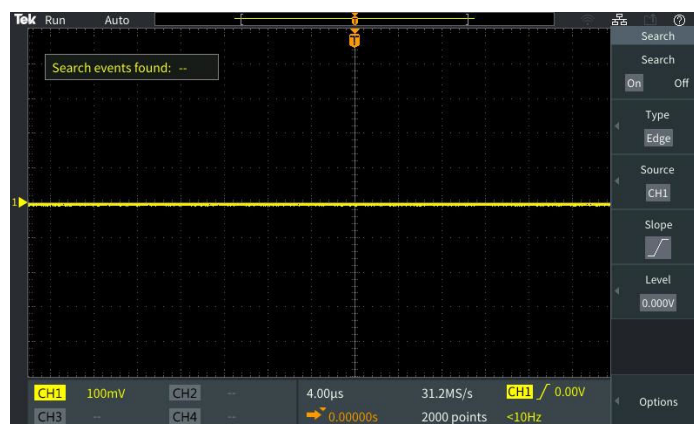 Tek Run Auto
T
Search events found: --
1
Search
Search
On Off
Type
Edge
Source
CH1
Slope
Level
0.000V
Options
CH1 100mV CH2 -- 4.00µs 31.2MS/s CH1 0.00V
CH3 -- CH4 -- 0.00000s 2000 points <10Hz